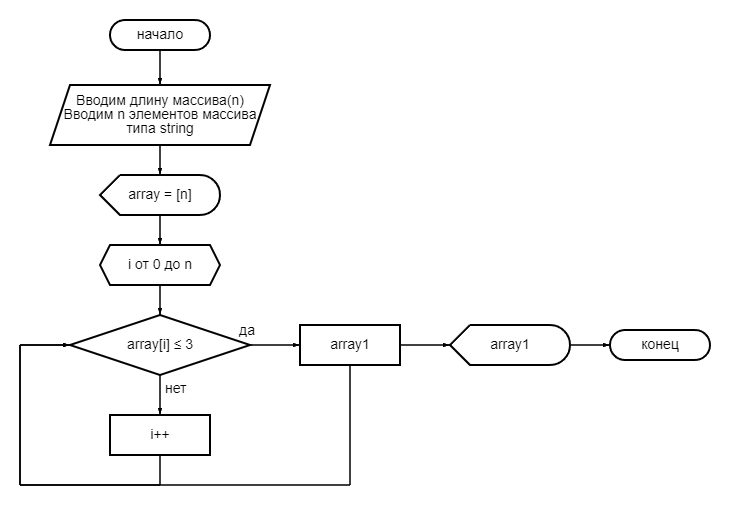 начало
Вводим длину массива(n)
Вводим n элементов массива
типа string
array = [n]
i от 0 до n
array[i] ≤ 3
да
array1
array1
конец
нет
i++